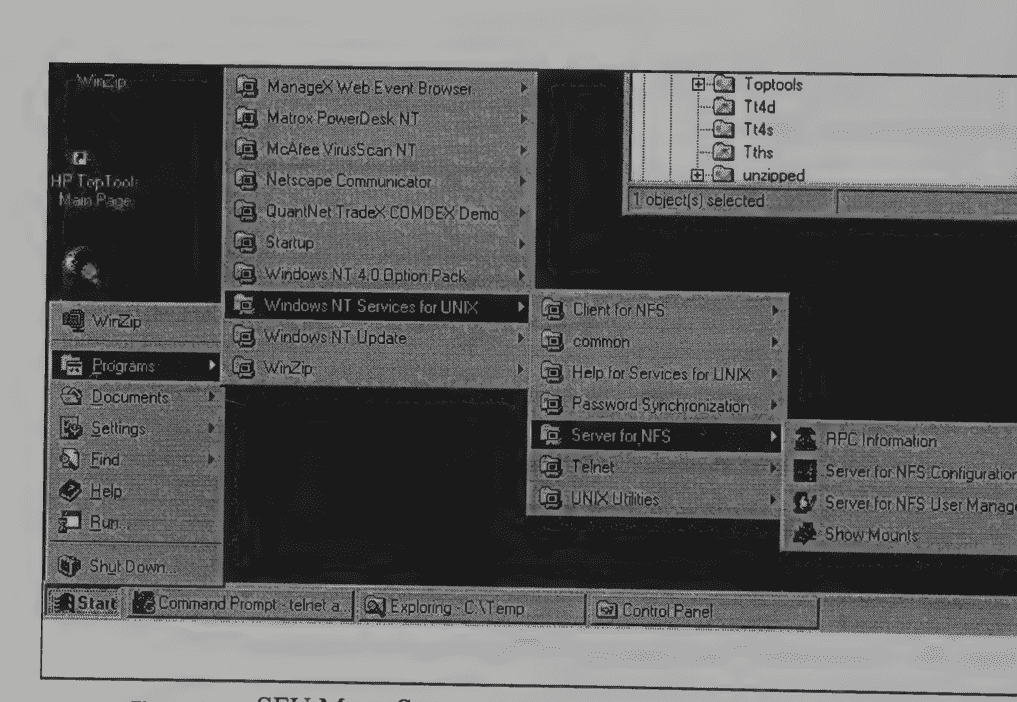 WinZip
HP TopTools
Main Page
ManageX Web Event Browser
Matrox PowerDesk NT
McAfee VirusScan NT
Netscape Communicator
QuantNet TradeX COMDEX Demo
Startup
Windows NT 4.0 Option Pack
Windows NT Services for UNIX
Windows NT Update
WinZip
Toptools
Tt4d
Tt4s
Tths
unzipped
1 object(s) selected
WinZip
Programs
Documents
Settings
Find
Help
Run...
Shut Down...
Client for NFS
common
Help for Services for UNIX
Password Synchronization
Server for NFS
Telnet
UNIX Utilities
RPC Information
Server for NFS Configuration
Server for NFS User Manage
Show Mounts
Start
Command Prompt - telnet a...
Exploring - C:\Temp
Control Panel
SFU Menu